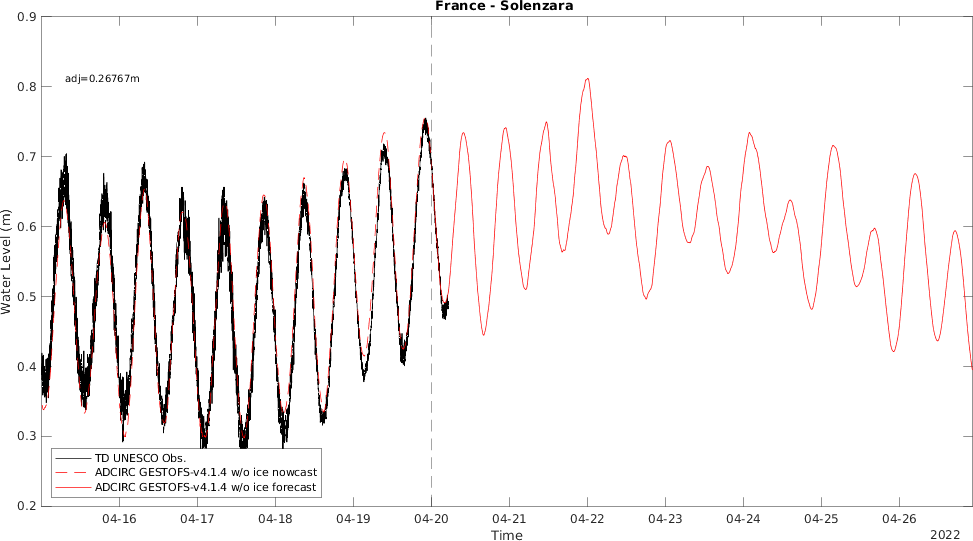 France - Solenzara
adj=0.26767m
0.9
0.8
0.7
0.6
0.5
0.4
0.3
0.2
Water Level (m)
TD UNESCO Obs.
ADCIRC GESTOFS-v4.1.4 w/o ice nowcast
ADCIRC GESTOFS-v4.1.4 w/o ice forecast
04-16 04-17 04-18 04-19 04-20 04-21 04-22 04-23 04-24 04-25 04-26
Time
2022